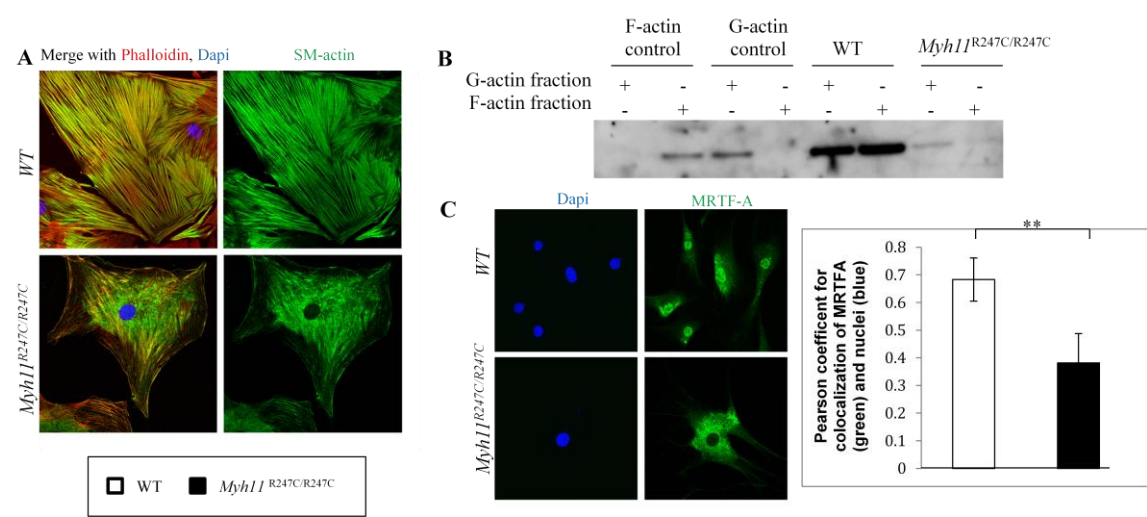 A
Merge with Phalloidin, Dapi
SM-actin
WT
Myh11R247C/R247C
WT
Myh11 R247C/R247C
B
F-actin control
G-actin control
WT
Myh11R247C/R247C
G-actin fraction + - + - + - + -
F-actin fraction - + - + - + - +
C
Dapi
MRTF-A
WT
Myh11R247C/R247C
Pearson coefficent for
colocalization of MRTFA
(green) and nuclei (blue)
**
0.8
0.7
0.6
0.5
0.4
0.3
0.2
0.1
0